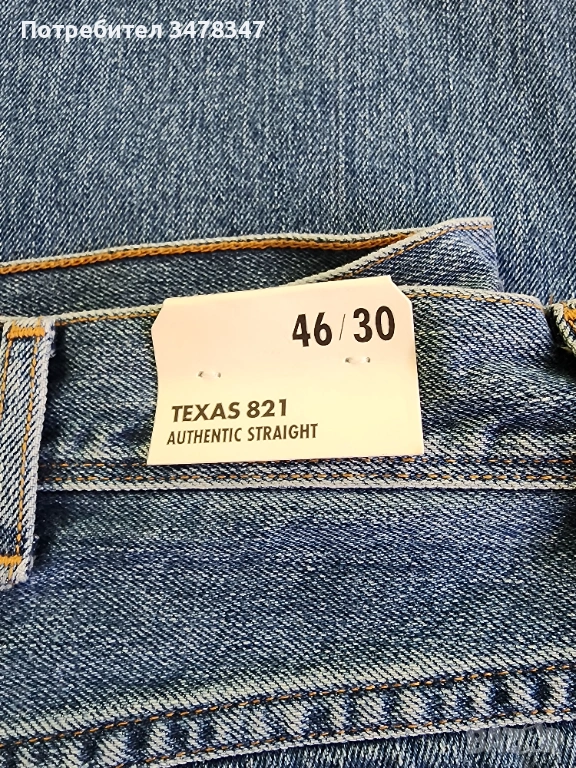 Потребител 3478347
46/30
TEXAS 821
AUTHENTIC STRAIGHT